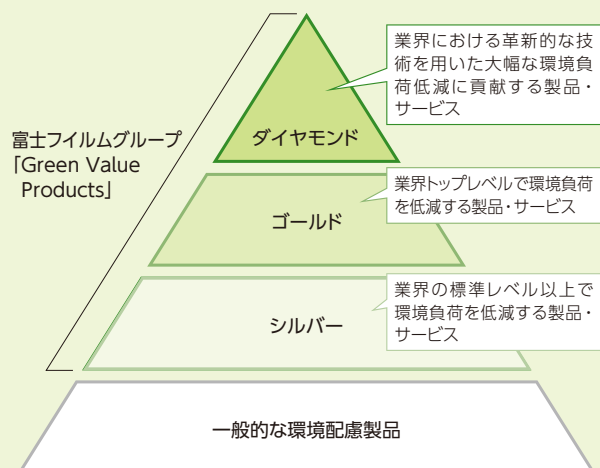 業界における革新的な技
術を用いた大幅な環境負
荷低減に貢献する製品・
サービス
富士フイルムグループ
「Green Value
Products」
ダイヤモンド
業界トップレベルで環境負荷
を低減する製品・サービス
ゴールド
業界の標準レベル以上で
環境負荷を低減する製品・
サービス
シルバー
一般的な環境配慮製品